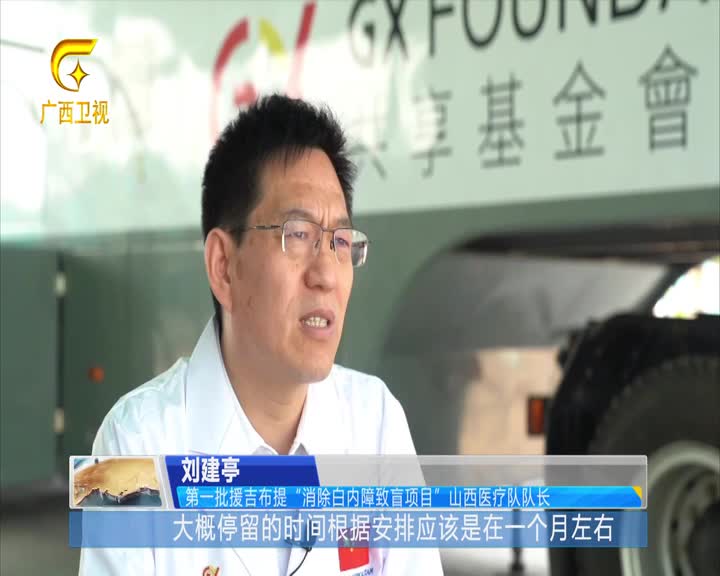 GX FOUNDA
共享基金會
广西卫视
刘建亭
第一批援吉布提“消除白内障致盲项目”山西医疗队队长
大概停留的时间根据安排应该是在一个月左右